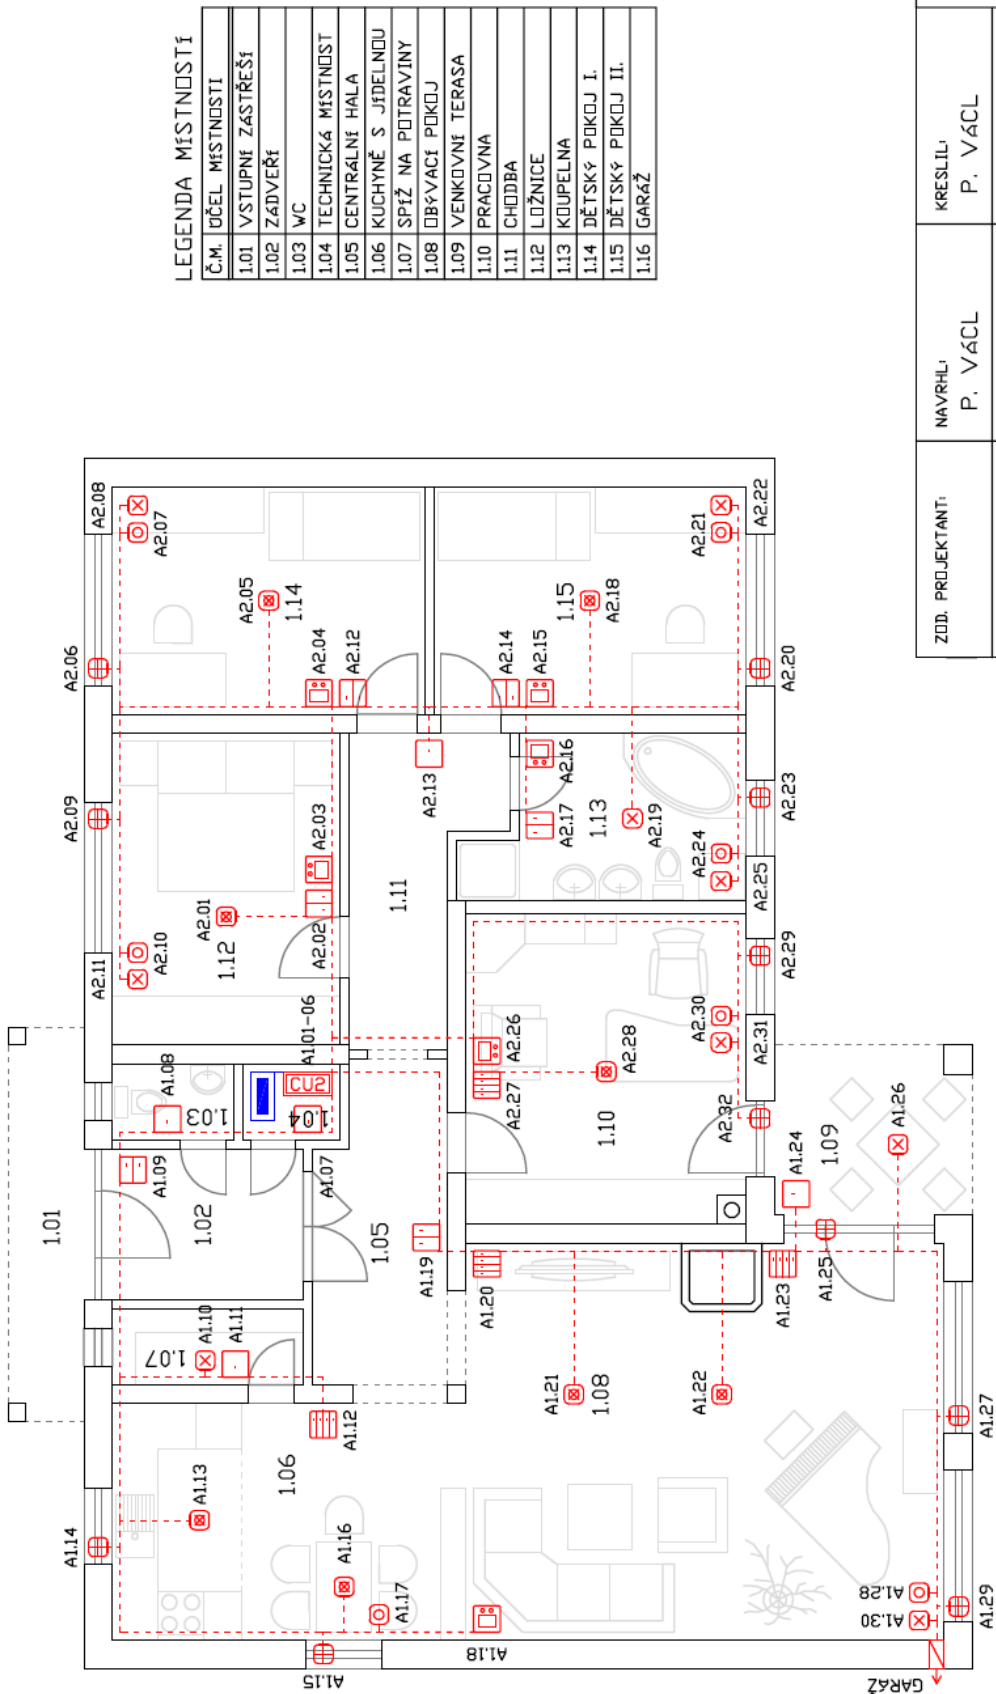 LEGENDA MÍSTNOSTÍ
Č.M. ÚČEL MÍSTNOSTI
1.01 VSTUPNÍ ZÁSTŘEŠÍ
1.02 ZÁDVEŘÍ
1.03 WC
1.04 TECHNICKÁ MÍSTNOST
1.05 CENTRÁLNÍ HALA
1.06 KUCHYNĚ S JÍDELNOU
1.07 SPÍŽ NA POTRAVINY
1.08 OBÝVACÍ POKOJ
1.09 VENKOVNÍ TERASA
1.10 PRACOVNA
1.11 CHODBA
1.12 LOŽNICE
1.13 KOUPELNA
1.14 DĚTSKÝ POKOJ I.
1.15 DĚTSKÝ POKOJ II.
1.16 GARÁŽ
A1.14
A1.15
A1.13
1.06
A1.16
A1.17
A1.18
A1.12
1.07
A1.10
A1.11
1.01
1.02
A1.09
A1.08
1.03
1.04
CU2
A1.01-06
A1.07
1.05
A1.19
A1.20
A1.21
1.08
A1.22
A1.23
A1.24
A1.25
1.09
A1.26
A1.27
A1.28
A1.30
A1.29
GARÁŽ
A2.11
A2.10
A2.09
A2.01
1.12
A2.02
A2.03
1.11
A2.06
A2.08
A2.07
A2.05
1.14
A2.04
A2.12
A2.13
A2.14
A2.15
1.15
A2.18
A2.21
A2.22
A2.20
A2.16
A2.17
1.13
A2.19
A2.23
A2.24
A2.25
A2.26
A2.27
A2.28
1.10
A2.29
A2.30
A2.31
A2.32
ZOD. PROJEKTANT:
NAVRHL:
P. VÁCL
KRESLIL:
P. VÁCL